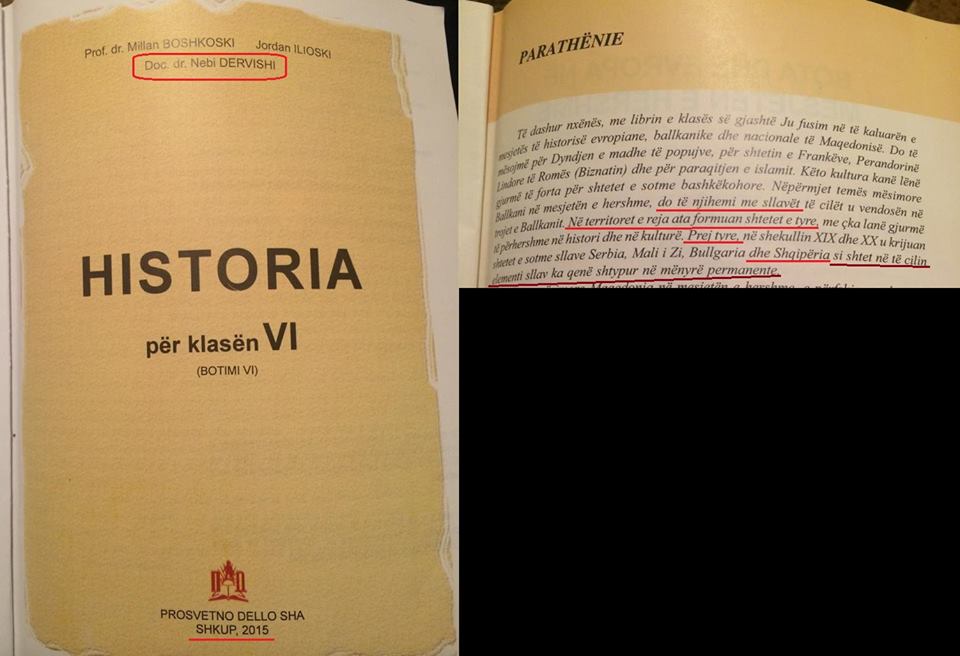 Prof. dr. Millan BOSHKOSKI Jordan ILIOSKI
Doc. dr. Nebi DERVISHI
HISTORIA
për klasën VI
(BOTIMI VI)
PROSVETNO DELLO SHA
SHKUP, 2015
PARATHËNIE
Të dashur nxënës, me librin e klasës së gjashtë Ju fusim në të kaluarën e
mesjetës të historisë evropiane, ballkanike dhe nacionale të Maqedonisë. Do të
mësojmë për Dyndjen e madhe të popujve, për shtetin e Frankëve, Perandorinë
Lindore të Romës (Biznatin) dhe për paraqitjen e islamit. Këto kultura kanë lënë
gjurmë të forta për shtetet e sotme bashkëkohore. Nëpërmjet temës mësimore
Ballkani në mesjetën e hershme, do të njihemi me sllavët të cilët u vendosën në
trojet e Ballkanit. Në territoret e reja ata formuan shtetet e tyre, me çka lanë gjurmë
të përhershme në histori dhe në kulturë. Prej tyre, në shekullin XIX dhe XX u krijuan
shtetet e sotme sllave Serbia, Mali i Zi, Bullgaria dhe Shqipëria si shtet në të cilin
elementi sllav ka qenë shtypur në mënyrë permanente.